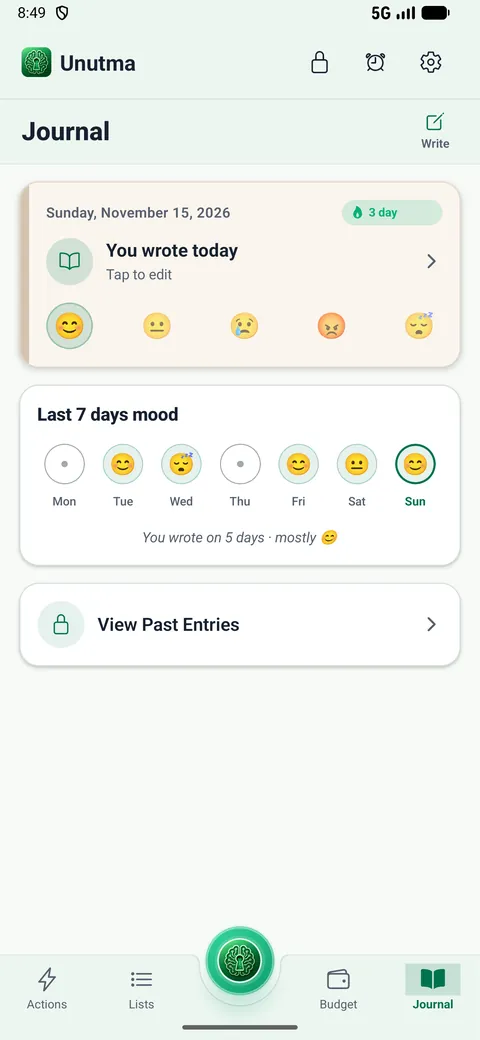 8:49
5G
Unutma
Journal
Write
Sunday, November 15, 2026
3 day
You wrote today
Tap to edit
Last 7 days mood
Mon Tue Wed Thu Fri Sat Sun
You wrote on 5 days · mostly 😊
View Past Entries
Actions Lists Budget Journal